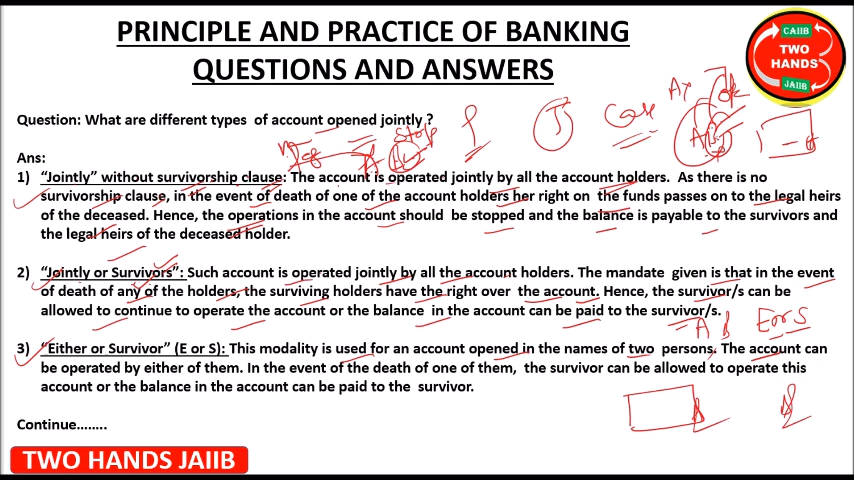 PRINCIPLE AND PRACTICE OF BANKING
QUESTIONS AND ANSWERS
CAIIB
TWO
HANDS
JAIIB
Question: What are different types of account opened jointly ?
Ans:
1) “Jointly” without survivorship clause: The account is operated jointly by all the account holders. As there is no
survivorship clause, in the event of death of one of the account holders her right on the funds passes on to the legal heirs
of the deceased. Hence, the operations in the account should be stopped and the balance is payable to the survivors and
the legal heirs of the deceased holder.
2) “Jointly or Survivors”: Such account is operated jointly by all the account holders. The mandate given is that in the event
of death of any of the holders, the surviving holders have the right over the account. Hence, the survivor/s can be
allowed to continue to operate the account or the balance in the account can be paid to the survivor/s.
A B E or S
3) “Either or Survivor” (E or S): This modality is used for an account opened in the names of two persons. The account can
be operated by either of them. In the event of the death of one of them, the survivor can be allowed to operate this
account or the balance in the account can be paid to the survivor.
Continue……..
TWO HANDS JAIIB